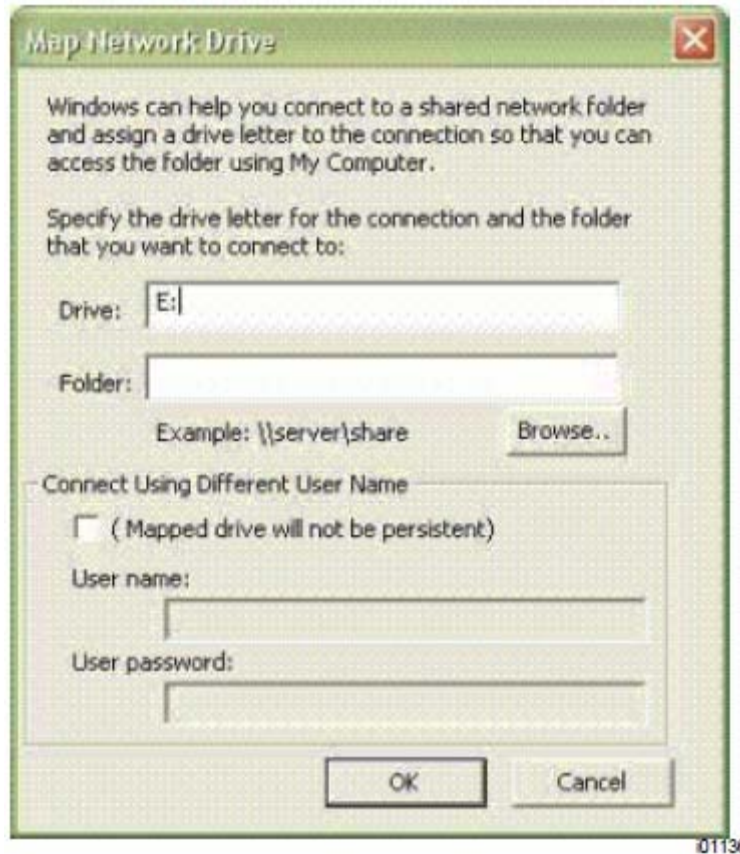 Map Network Drive
Windows can help you connect to a shared network folder
and assign a drive letter to the connection so that you can
access the folder using My Computer.
Specify the drive letter for the connection and the folder
that you want to connect to:
Drive: E:
Folder:
Example: \\server\share Browse..
Connect Using Different User Name
( Mapped drive will not be persistent)
User name:
User password:
OK Cancel